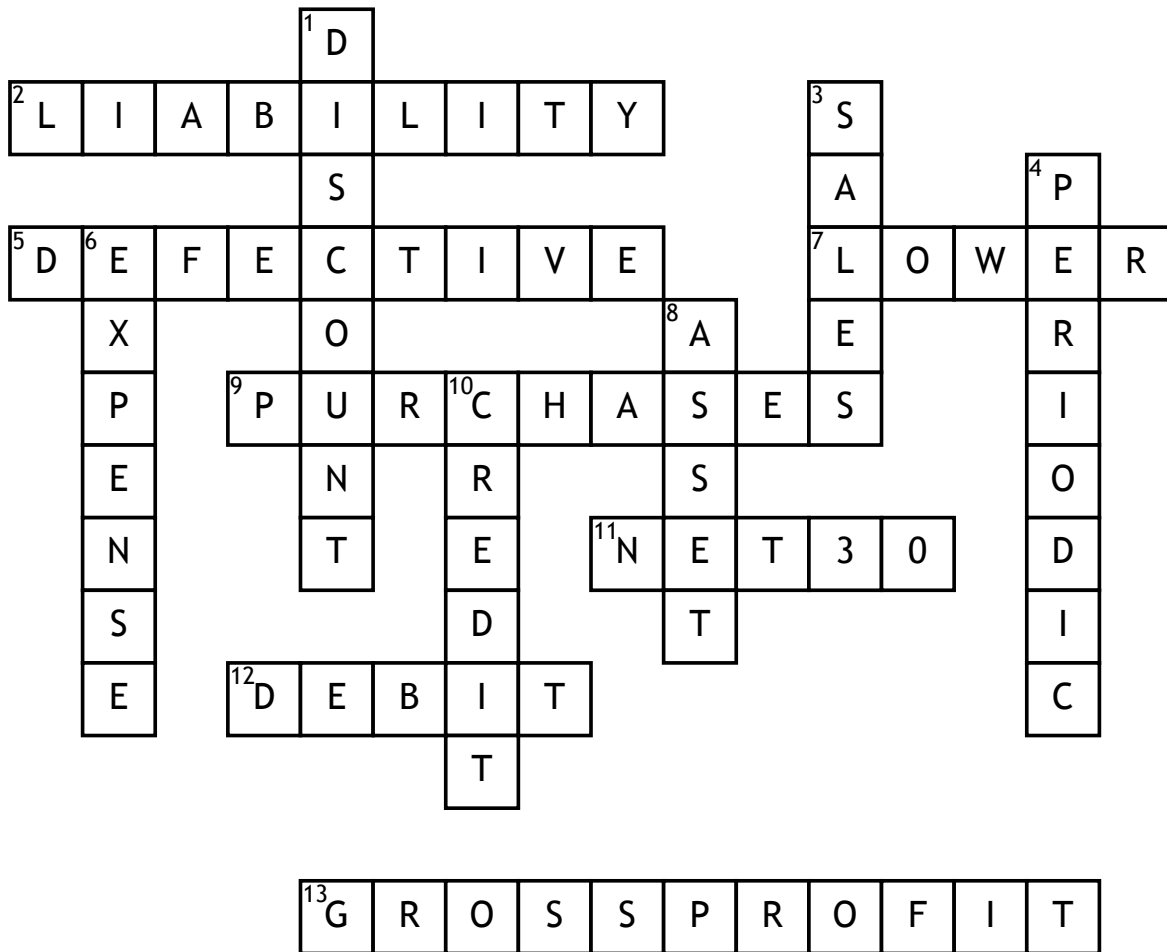 1 D
2 L I A B I L I T Y 3 S
S A 4 P
5 D 6 E F E C T I V E 7 L O W E R
X O 8 A E R
P 9 P U R 10 C H A S E S I
E N R S O
N T E 11 N E T 3 0 D
S D T I
E 12 D E B I T C
T
13 G R O S S P R O F I T